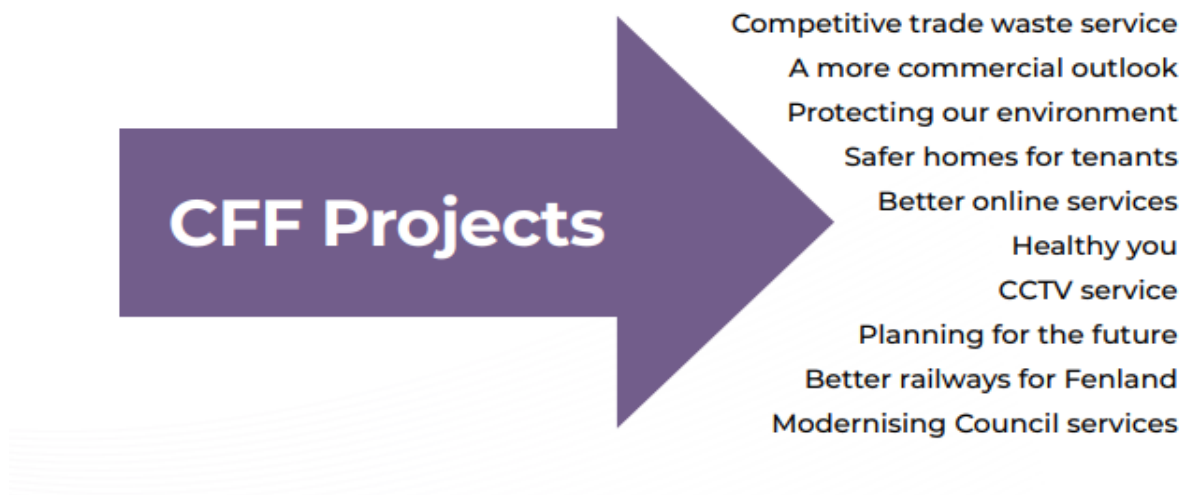 CFF Projects
Competitive trade waste service
A more commercial outlook
Protecting our environment
Safer homes for tenants
Better online services
Healthy you
CCTV service
Planning for the future
Better railways for Fenland
Modernising Council services